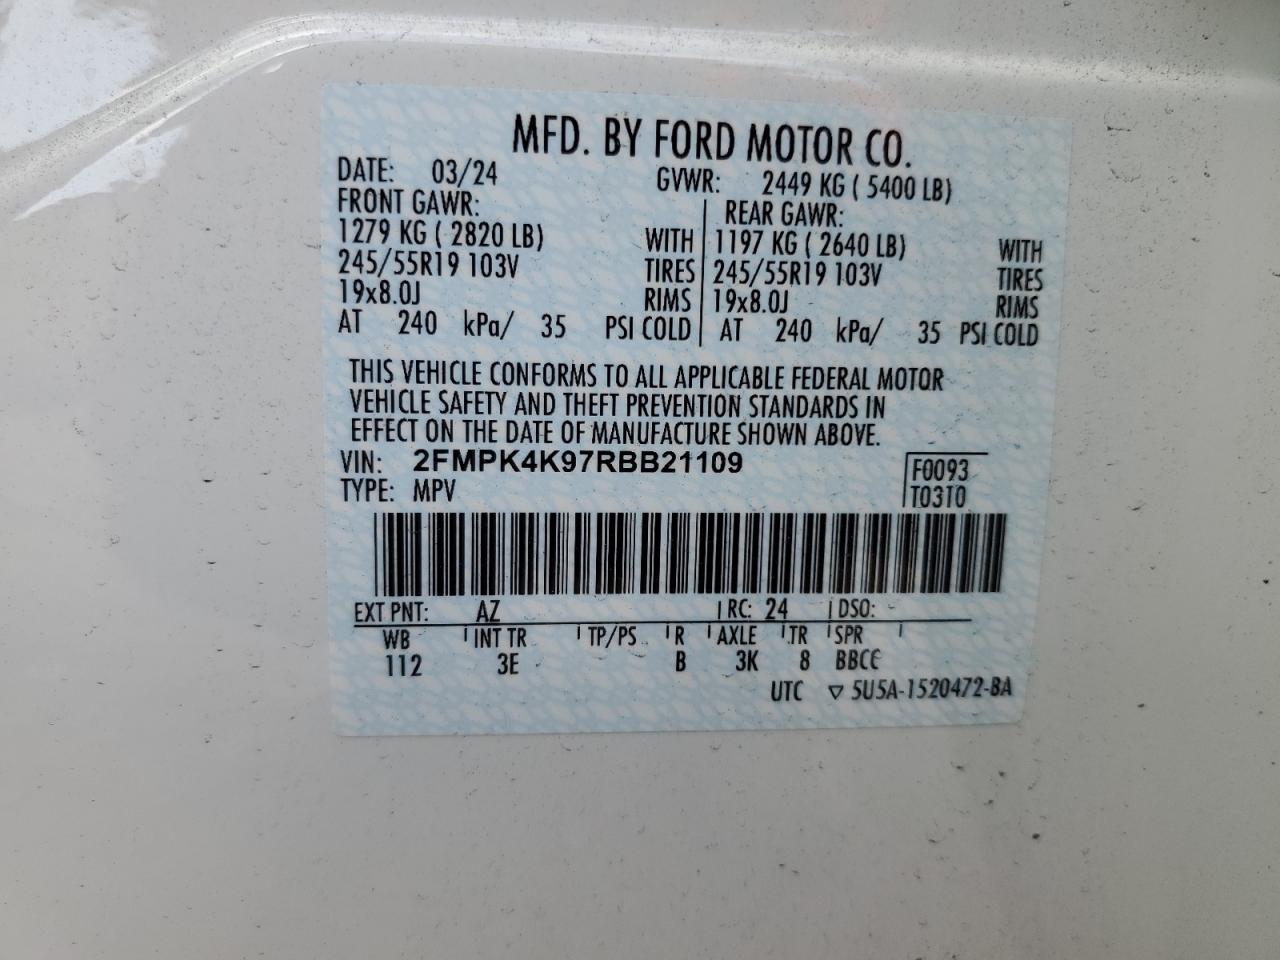 MFD. BY FORD MOTOR CO.
DATE: 03/24 GVWR: 2449 KG ( 5400 LB)
FRONT GAWR: REAR GAWR:
1279 KG ( 2820 LB) WITH 1197 KG ( 2640 LB) WITH
245/55R19 103V TIRES 245/55R19 103V TIRES
19x8.0J RIMS 19x8.0J RIMS
AT 240 kPa/ 35 PSI COLD AT 240 kPa/ 35 PSI COLD
THIS VEHICLE CONFORMS TO ALL APPLICABLE FEDERAL MOTOR
VEHICLE SAFETY AND THEFT PREVENTION STANDARDS IN
EFFECT ON THE DATE OF MANUFACTURE SHOWN ABOVE.
VIN: 2FMPK4K97RBB21109 F0093
TYPE: MPV T0310
EXT PNT: AZ RC: 24 DSO:
WB INT TR TP/PS R AXLE TR SPR
112 3E B 3K 8 BBCC
UTC ▽ 5U5A-1520472-BA